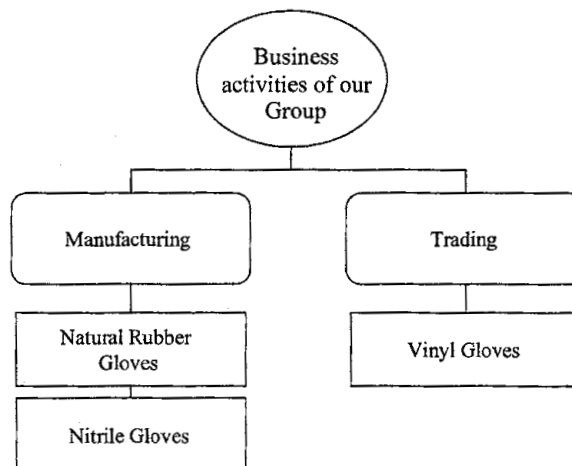 Business
activities of our
Group
Manufacturing
Trading
Natural Rubber
Gloves
Vinyl Gloves
Nitrile Gloves